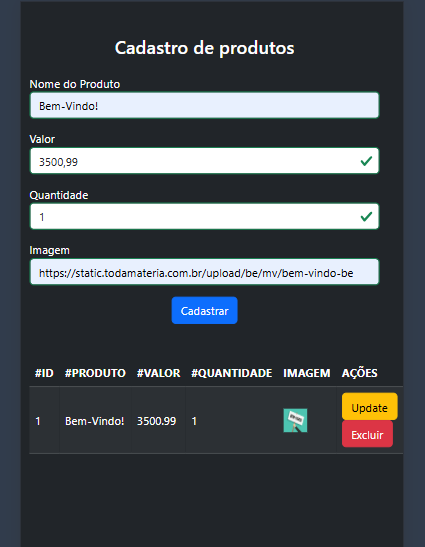 Cadastro de produtos
Nome do Produto
Bem-Vindo!
Valor
3500,99
Quantidade
1
Imagem
https://static.todamateria.com.br/upload/be/mv/bem-vindo-be
Cadastrar
#ID #PRODUTO #VALOR #QUANTIDADE IMAGEM AÇÕES
1 Bem-Vindo! 3500.99 1 Update
Excluir